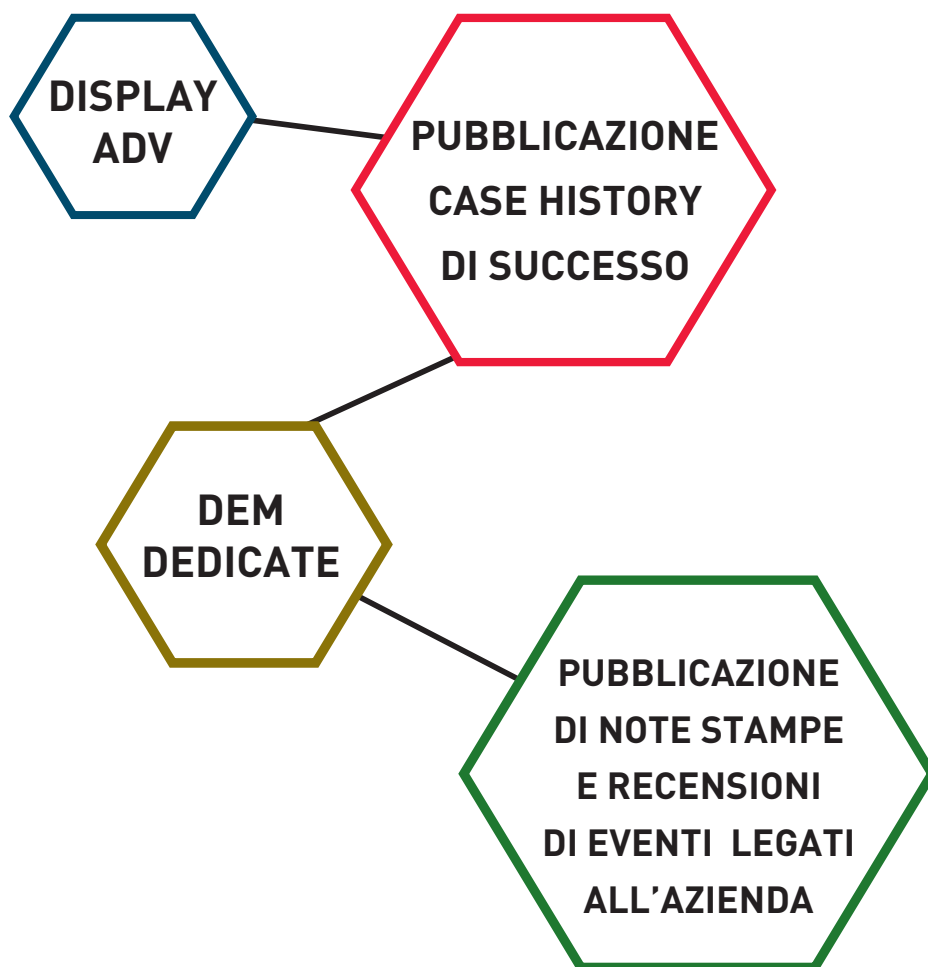 DISPLAY
ADV
PUBBLICAZIONE
CASE HISTORY
DI SUCCESSO
DEM
DEDICATE
PUBBLICAZIONE
DI NOTE STAMPE
E RECENSIONI
DI EVENTI LEGATI
ALL’AZIENDA